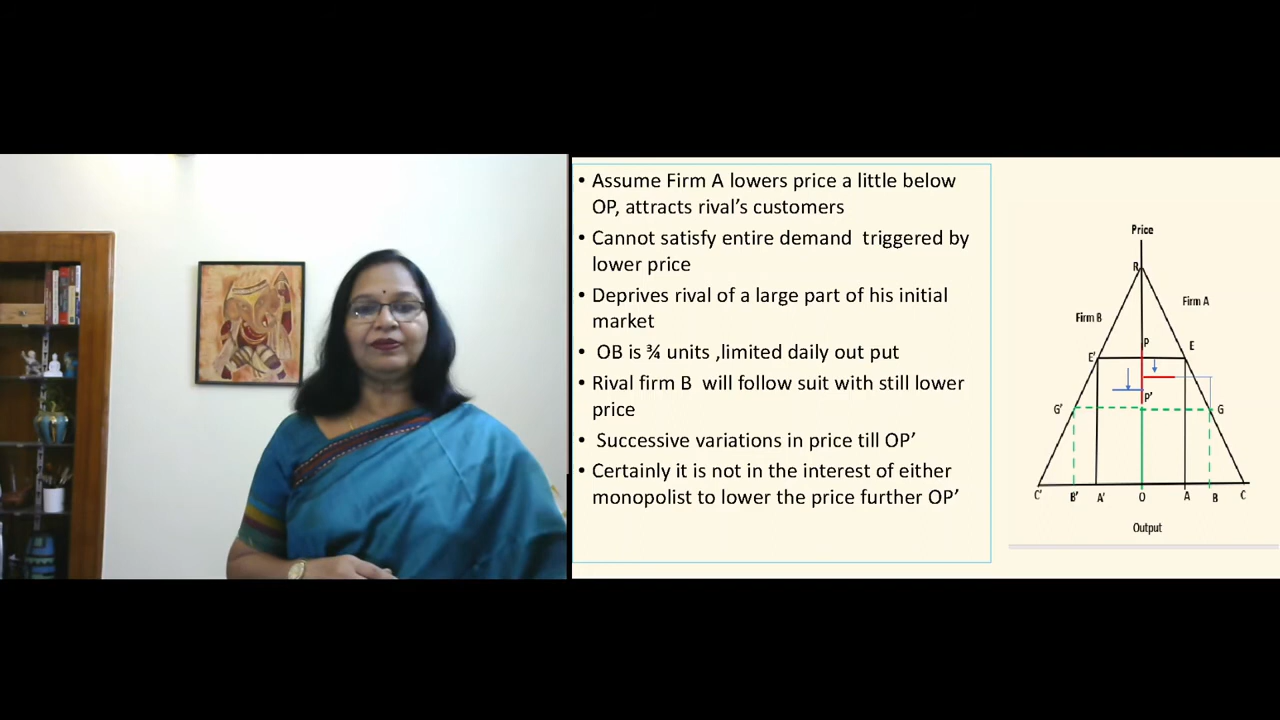 • Assume Firm A lowers price a little below
OP, attracts rival’s customers
• Cannot satisfy entire demand triggered by
lower price
• Deprives rival of a large part of his initial
market
• OB is ¾ units ,limited daily out put
• Rival firm B will follow suit with still lower
price
• Successive variations in price till OP’
• Certainly it is not in the interest of either
monopolist to lower the price further OP’
Price
R
Firm A
Firm B
P
E
E'
P'
G'
G
C'
B'
A'
O
A
B
C
Output